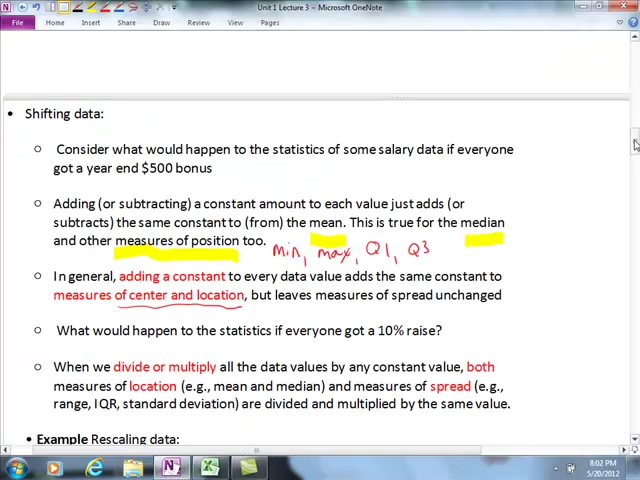 Unit 1 Lecture 3 - Microsoft OneNote
File Home Insert Draw Review View Pages
• Shifting data:
o Consider what would happen to the statistics of some salary data if everyone
got a year end $500 bonus
o Adding (or subtracting) a constant amount to each value just adds (or
subtracts) the same constant to (from) the mean. This is true for the median
and other measures of position too.
min, max, Q1, Q3
o In general, adding a constant to every data value adds the same constant to
measures of center and location, but leaves measures of spread unchanged
o What would happen to the statistics if everyone got a 10% raise?
o When we divide or multiply all the data values by any constant value, both
measures of location (e.g., mean and median) and measures of spread (e.g.,
range, IQR, standard deviation) are divided and multiplied by the same value.
• Example Rescaling data:
8:02 PM
5/20/2012